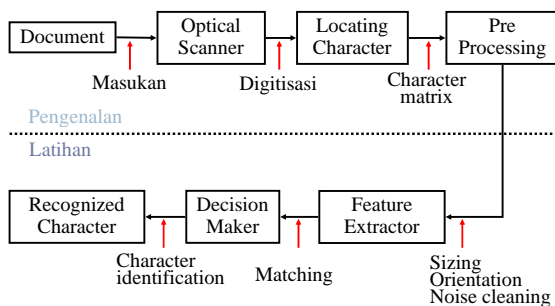 Document
Optical
Scanner
Locating
Character
Pre
Processing
Masukan
Digitisasi
Character
matrix
Pengenalan
Latihan
Recognized
Character
Decision
Maker
Feature
Extractor
Character
identification
Matching
Sizing
Orientation
Noise cleaning